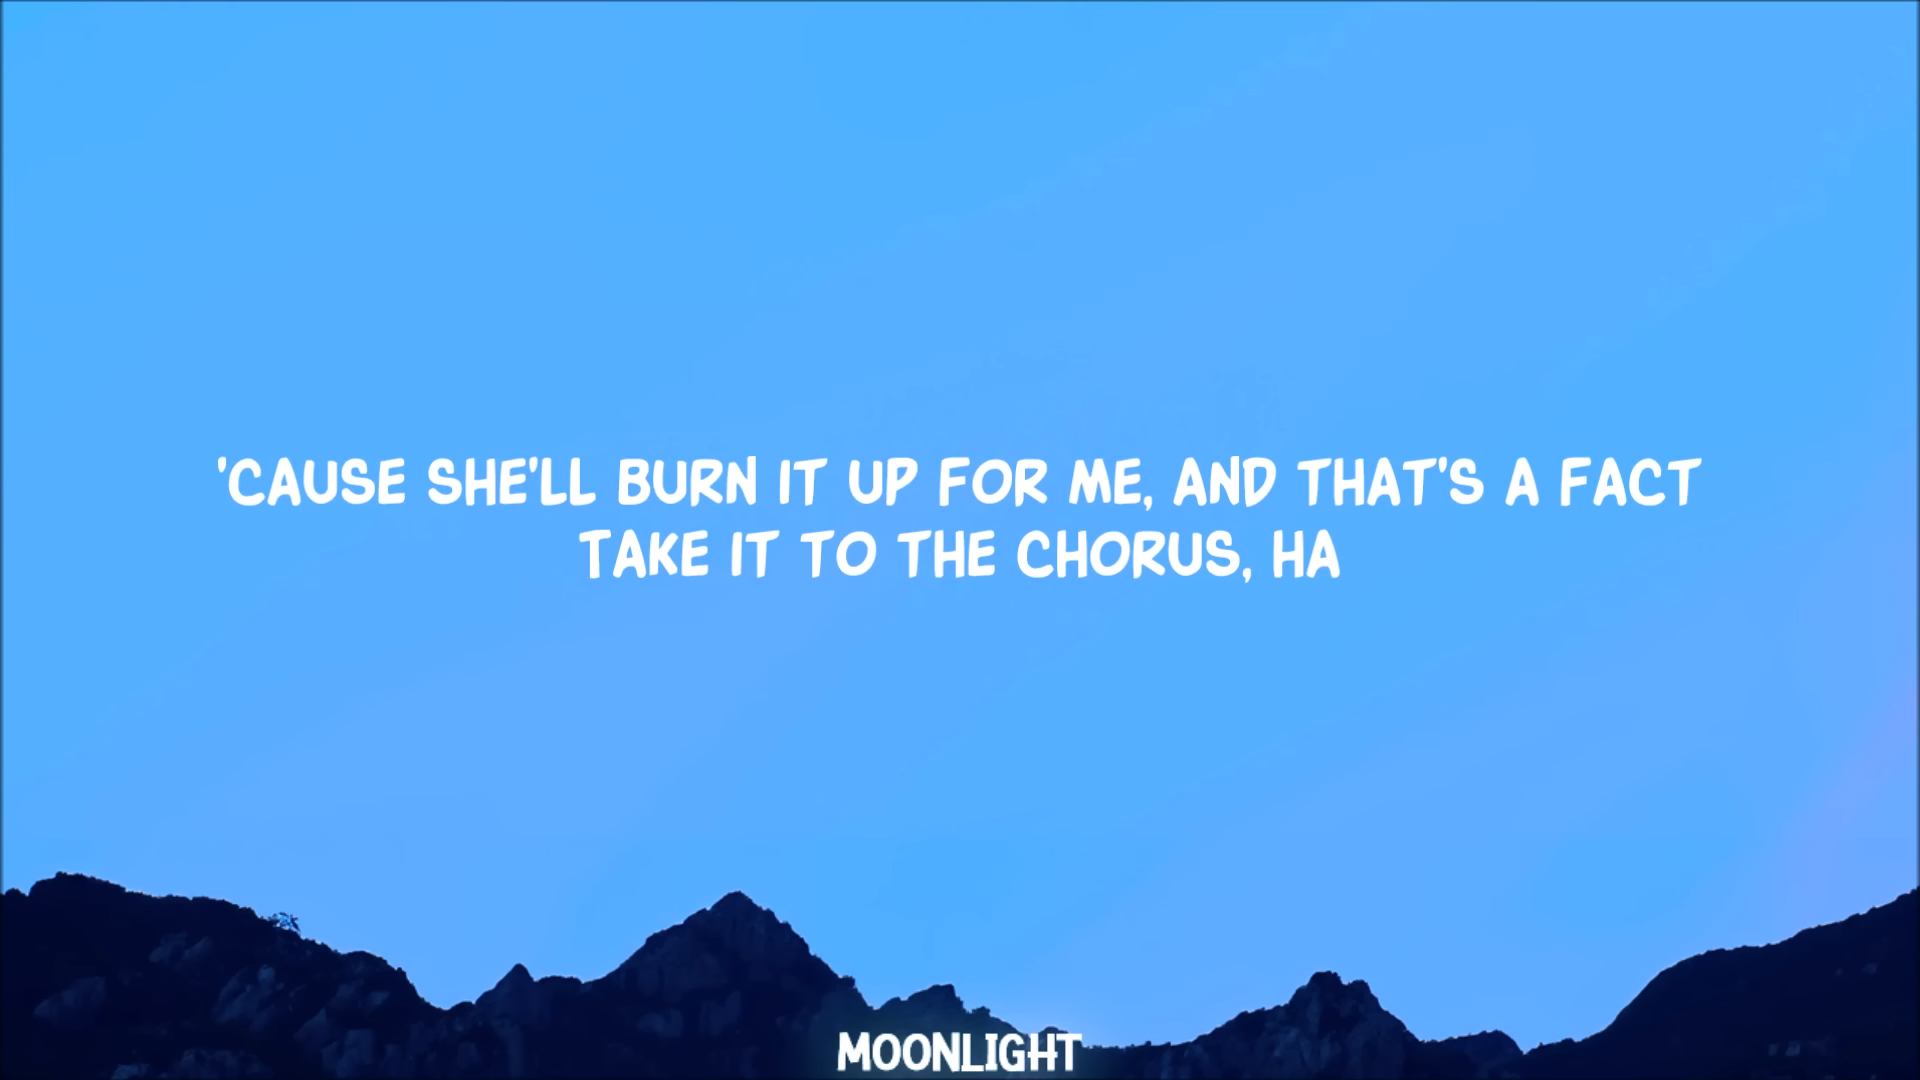 'CAUSE SHE'LL BURN IT UP FOR ME, AND THAT'S A FACT
TAKE IT TO THE CHORUS, HA
MOONLIGHT